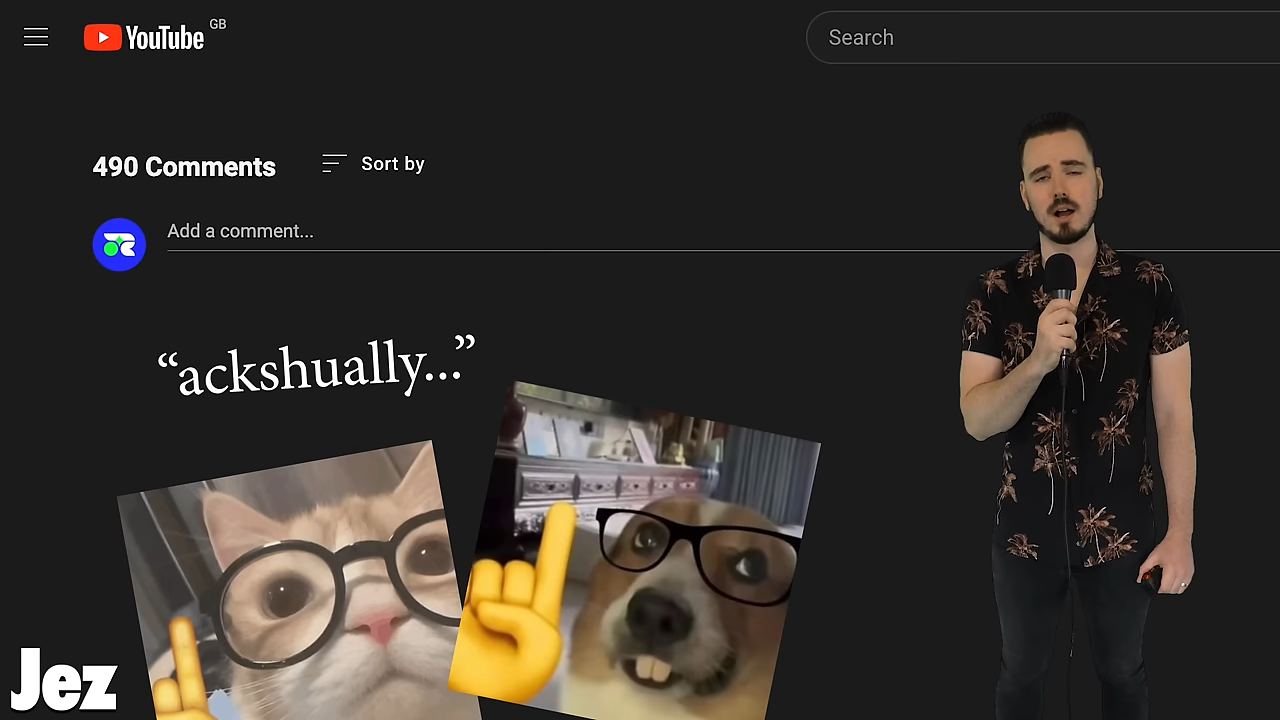 YouTube GB
Search
490 Comments
Sort by
Add a comment...
“ackshually...”
Jez